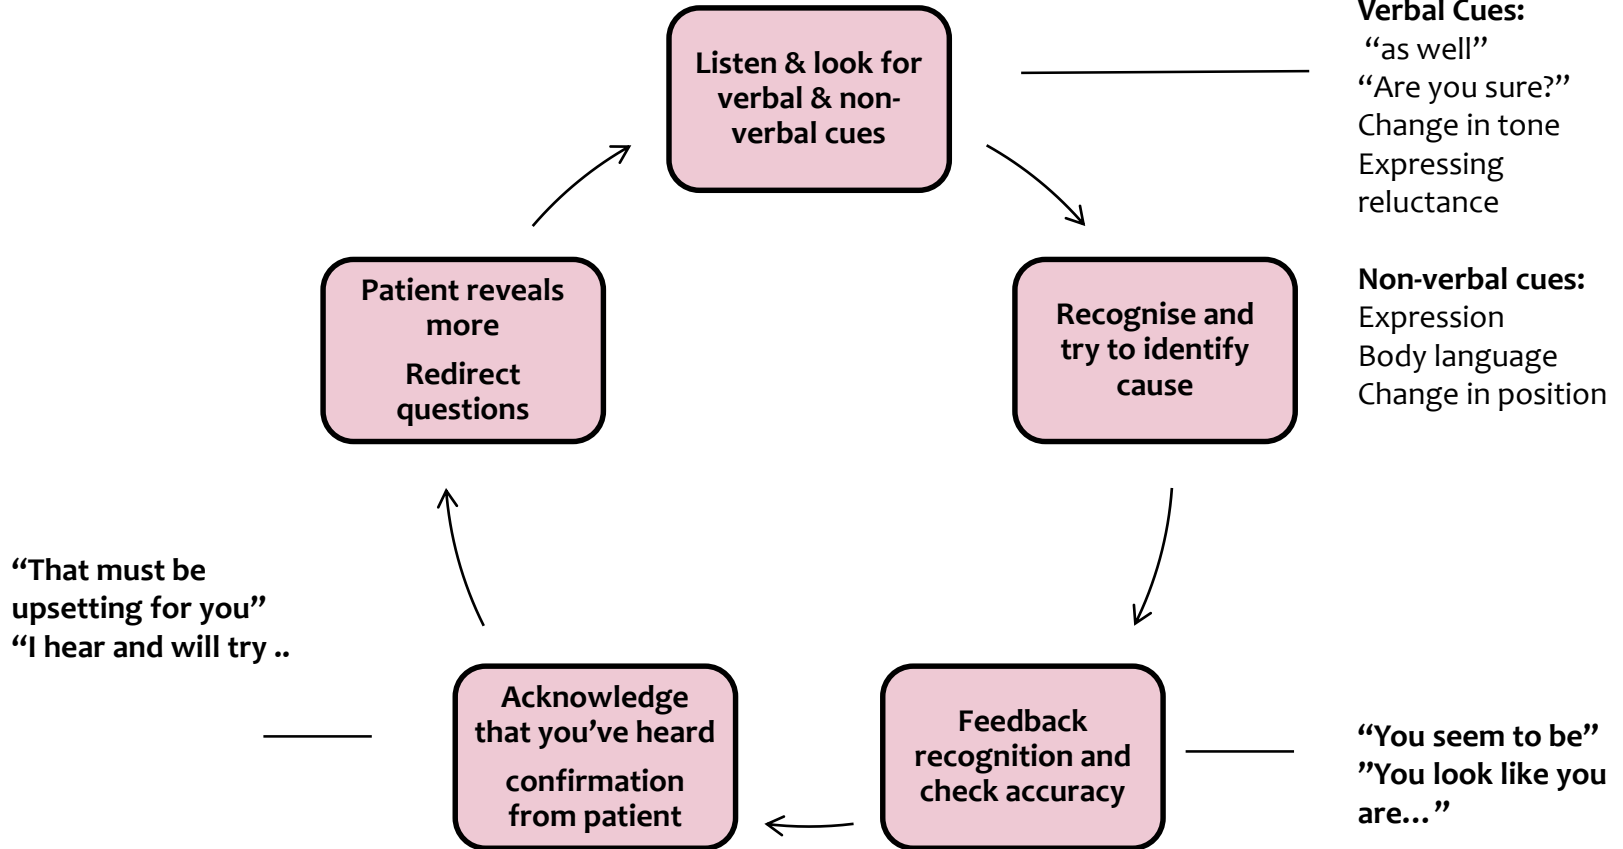 Listen & look for
verbal & non-
verbal cues
Verbal Cues:
“as well”
“Are you sure?”
Change in tone
Expressing
reluctance
Non-verbal cues:
Expression
Body language
Change in position
Recognise and
try to identify
cause
Feedback
recognition and
check accuracy
“You seem to be”
”You look like you
are…”
Acknowledge
that you’ve heard
confirmation
from patient
“That must be
upsetting for you”
“I hear and will try ..
Patient reveals
more
Redirect
questions